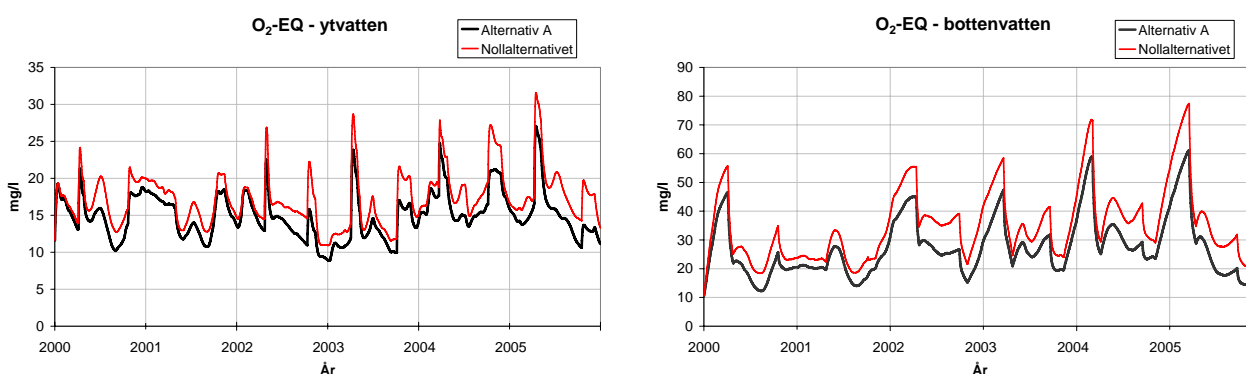 O2-EQ - ytvatten
Alternativ A
Nollalternativet
mg/l
35
30
25
20
15
10
5
0
2000 2001 2002 2003 2004 2005
År
O2-EQ - bottenvatten
Alternativ A
Nollalternativet
mg/l
90
80
70
60
50
40
30
20
10
0
2000 2001 2002 2003 2004 2005
År